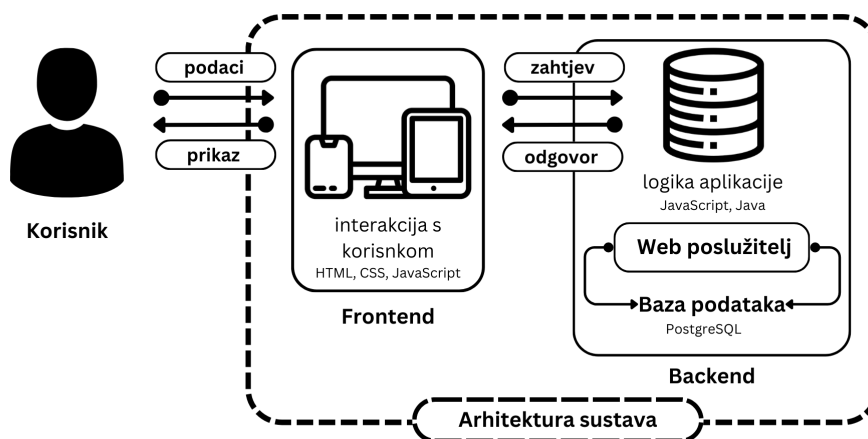 podaci
prikaz
Korisnik
interakcija s
korisnkom
HTML, CSS, JavaScript
Frontend
zahtjev
odgovor
logika aplikacije
JavaScript, Java
Web poslužitelj
Baza podataka
PostgreSQL
Backend
Arhitektura sustava